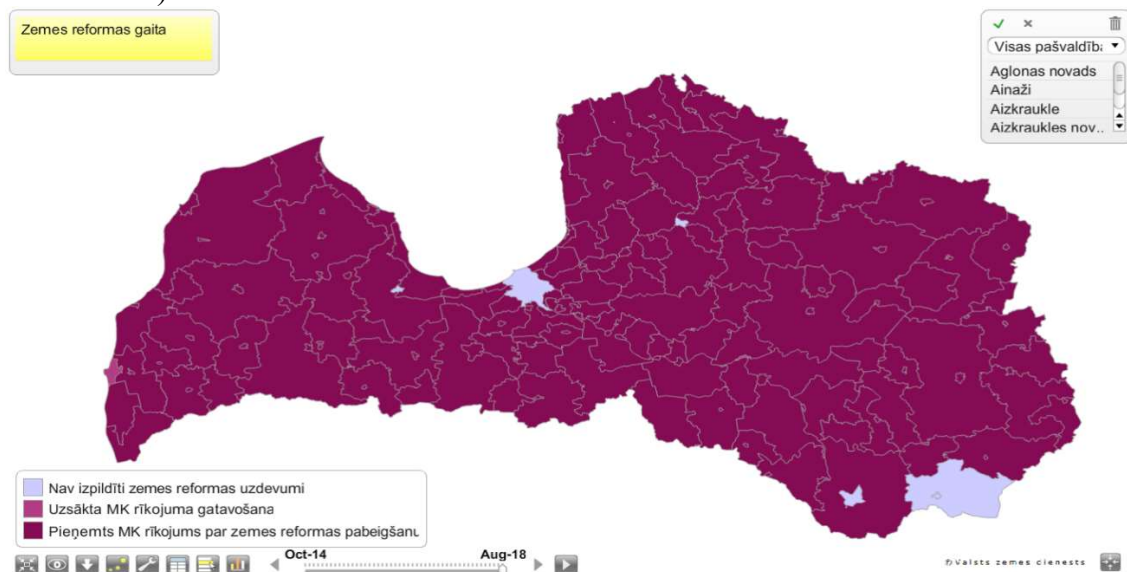 )
Zemes reformas gaita
Visas pašvaldība
Aglonas novads
Ainaži
Aizkraukle
Aizkraukles nov..
Nav izpildīti zemes reformas uzdevumi
Uzsākta MK rīkojuma gatavošana
Pieņemts MK rīkojums par zemes reformas pabeigšanu
Oct-14
Aug-18
© Valsts zemes dienests